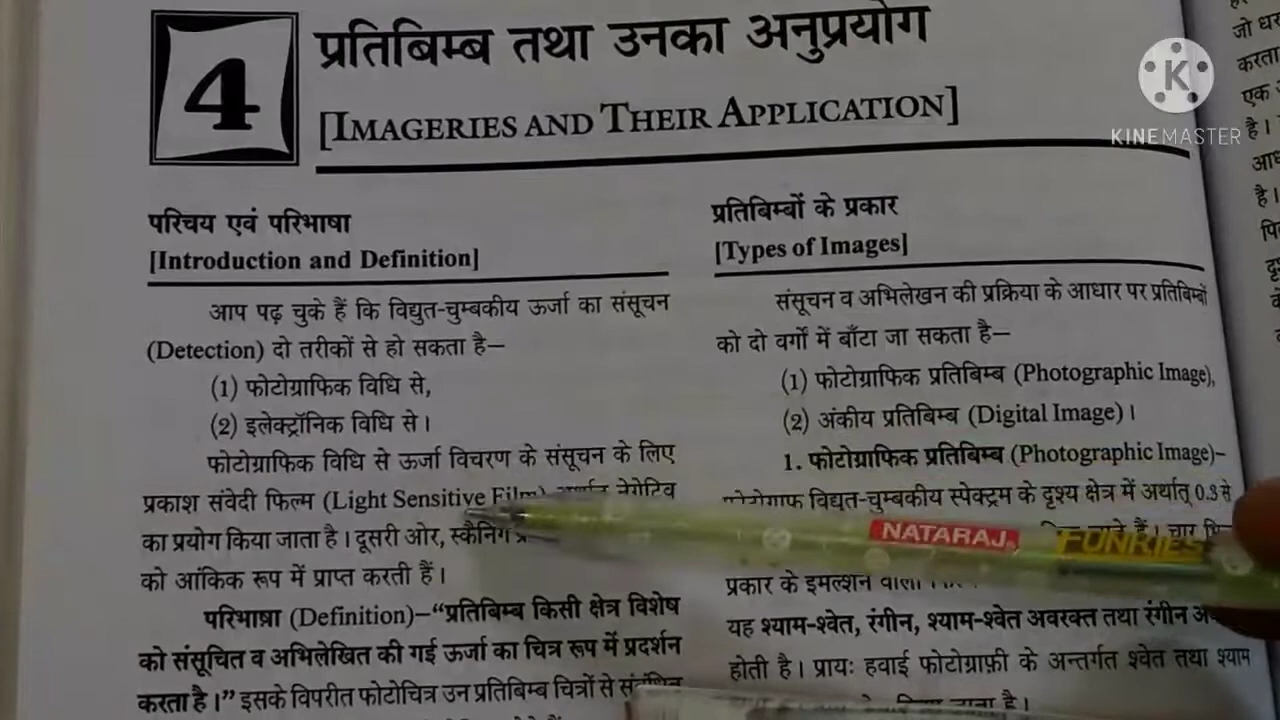 4
प्रतिबिम्ब तथा उनका अनुप्रयोग
[IMAGERIES AND THEIR APPLICATION]
परिचय एवं परिभाषा
[Introduction and Definition]
आप पढ़ चुके हैं कि विद्युत-चुम्बकीय ऊर्जा का संसूचन
(Detection) दो तरीकों से हो सकता है—
(1) फोटोग्राफिक विधि से,
(2) इलेक्ट्रॉनिक विधि से।
फोटोग्राफिक विधि से ऊर्जा विचरण के संसूचन के लिए
प्रकाश संवेदी फिल्म (Light Sensitive Film) अर्थात् नेगेटिव
का प्रयोग किया जाता है। दूसरी ओर, स्कैनिंग
को आंकिक रूप में प्राप्त करती हैं।
परिभाषा (Definition)–“प्रतिबिम्ब किसी क्षेत्र विशेष
को संसूचित व अभिलेखित की गई ऊर्जा का चित्र रूप में प्रदर्शन
करता है।” इसके विपरीत फोटोचित्र उन प्रतिबिम्ब चित्रों से
प्रतिबिम्बों के प्रकार
[Types of Images]
संसूचन व अभिलेखन की प्रक्रिया के आधार पर प्रतिबिम्बों
को दो वर्गों में बाँटा जा सकता है—
(1) फोटोग्राफिक प्रतिबिम्ब (Photographic Image),
(2) अंकीय प्रतिबिम्ब (Digital Image)।
1. फोटोग्राफिक प्रतिबिम्ब (Photographic Image)–
फोटोग्राफ विद्युत-चुम्बकीय स्पेक्ट्रम के दृश्य क्षेत्र में अर्थात् 0.3 से
जाते हैं। चार
प्रकार के इमल्शन वाली
यह श्याम-श्वेत, रंगीन, श्याम-श्वेत अवरक्त तथा रंगीन
होती है। प्रायः हवाई फोटोग्राफ़ी के अन्तर्गत श्वेत तथा श्याम
जाता है।
NATARAJ
FUNKIES
K
KINEMASTER
जो
करता
एक
है।
है।